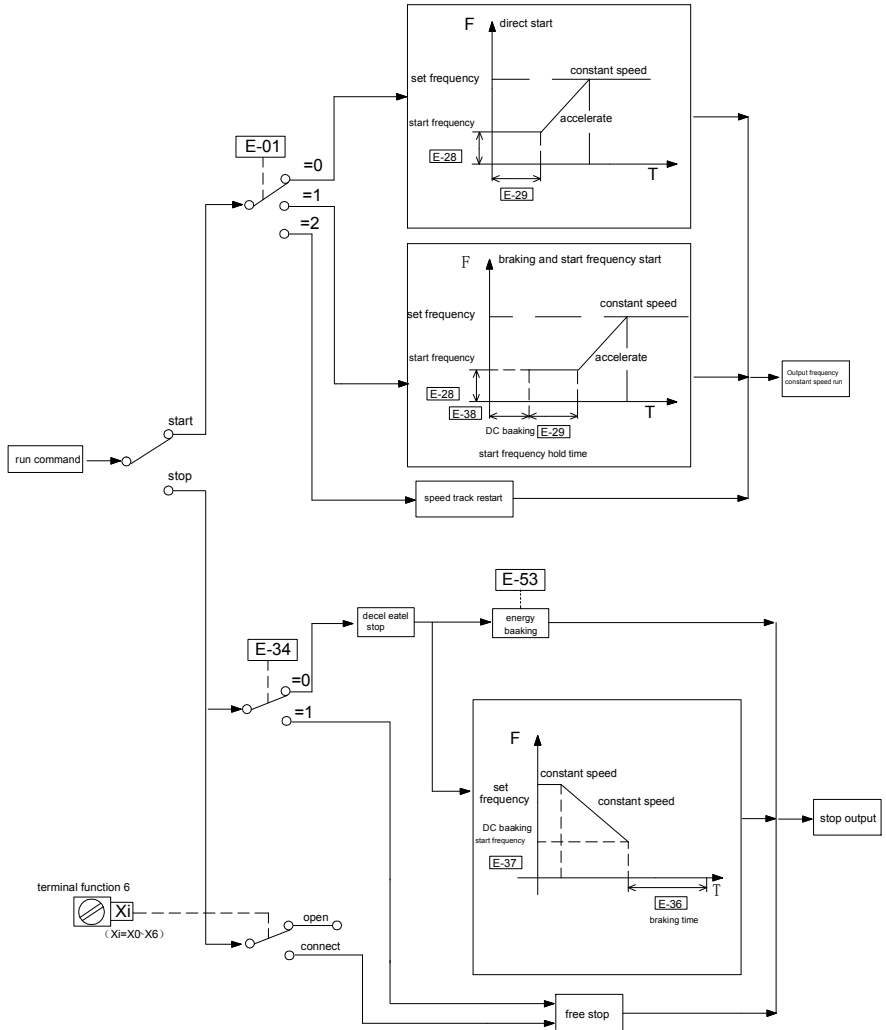 F
direct start
set frequency
constant speed
start frequency
accelerate
E-28
T
E-29
E-01
=0
=1
=2
F
braking and start frequency start
constant speed
set frequency
start frequency
accelerate
E-28
E-38
T
DC baaking
E-29
start frequency hold time
Output frequency
constant speed run
start
run command
stop
speed track restart
E-53
decel eatel
stop
energy
baaking
E-34
=0
=1
F
constant speed
set
frequency
constant speed
DC baaking
start frequency
E-37
T
E-36
braking time
stop output
terminal function 6
Xi
（Xi=X0~X6）
open
connect
free stop